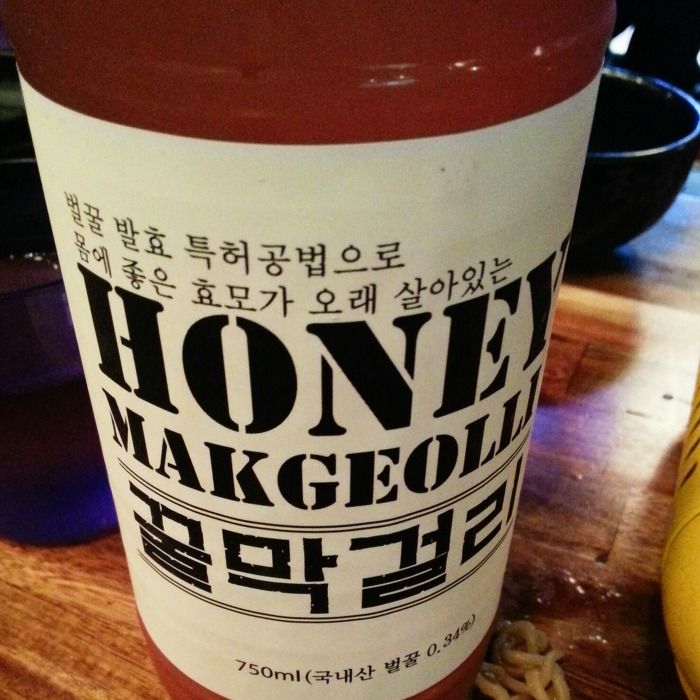 벌꿀 발효 특허공법으로
몸에 좋은 효모가 오래 살아있는
HONEY
MAKGEOLLI
꿀막걸리
750ml(국내산 벌꿀 0.34%)